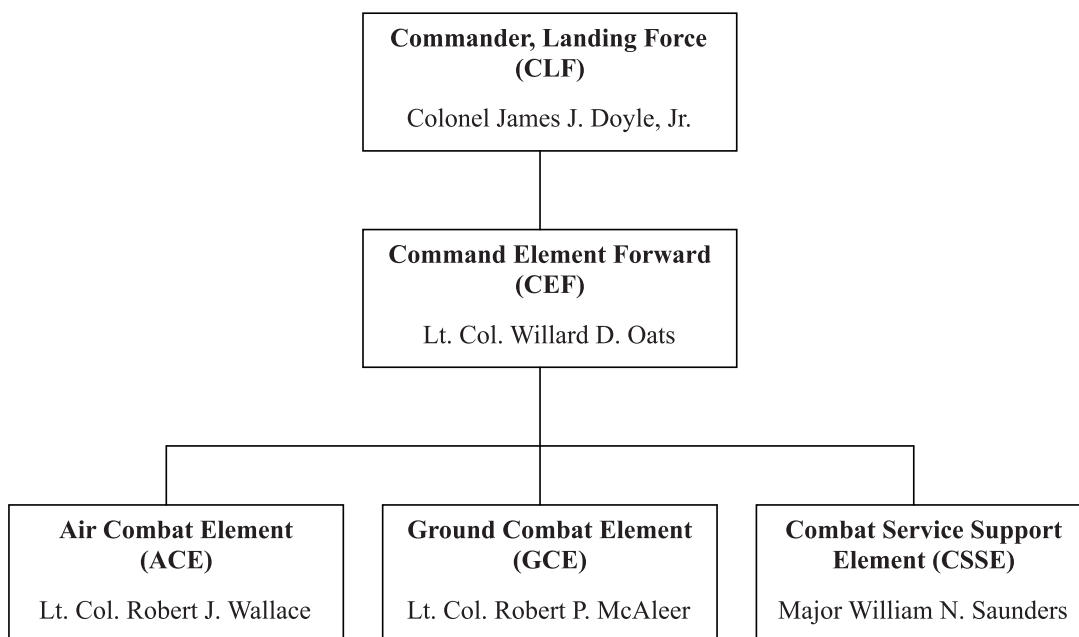 Commander, Landing Force
(CLF)
Colonel James J. Doyle, Jr.
Command Element Forward
(CEF)
Lt. Col. Willard D. Oats
Air Combat Element
(ACE)
Lt. Col. Robert J. Wallace
Ground Combat Element
(GCE)
Lt. Col. Robert P. McAleer
Combat Service Support
Element (CSSE)
Major William N. Saunders